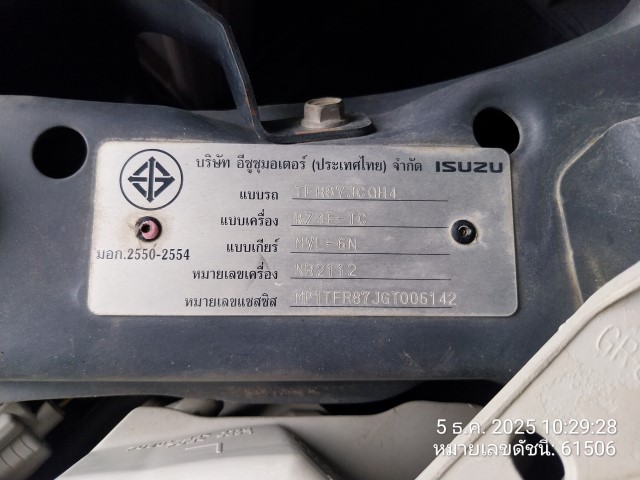 บริษัท อีซูซุมอเตอร์ (ประเทศไทย) จำกัด ISUZU
แบบรถ
แบบเครื่อง RZ4E-TC
แบบเกียร์ MVL-6N
มอก.2550-2554
หมายเลขเครื่อง NR2112
หมายเลขแชสซิส MP1TFR87JGT006142
5 ธ.ค. 2025 10:29:28
หมายเลขดัชนี: 61506